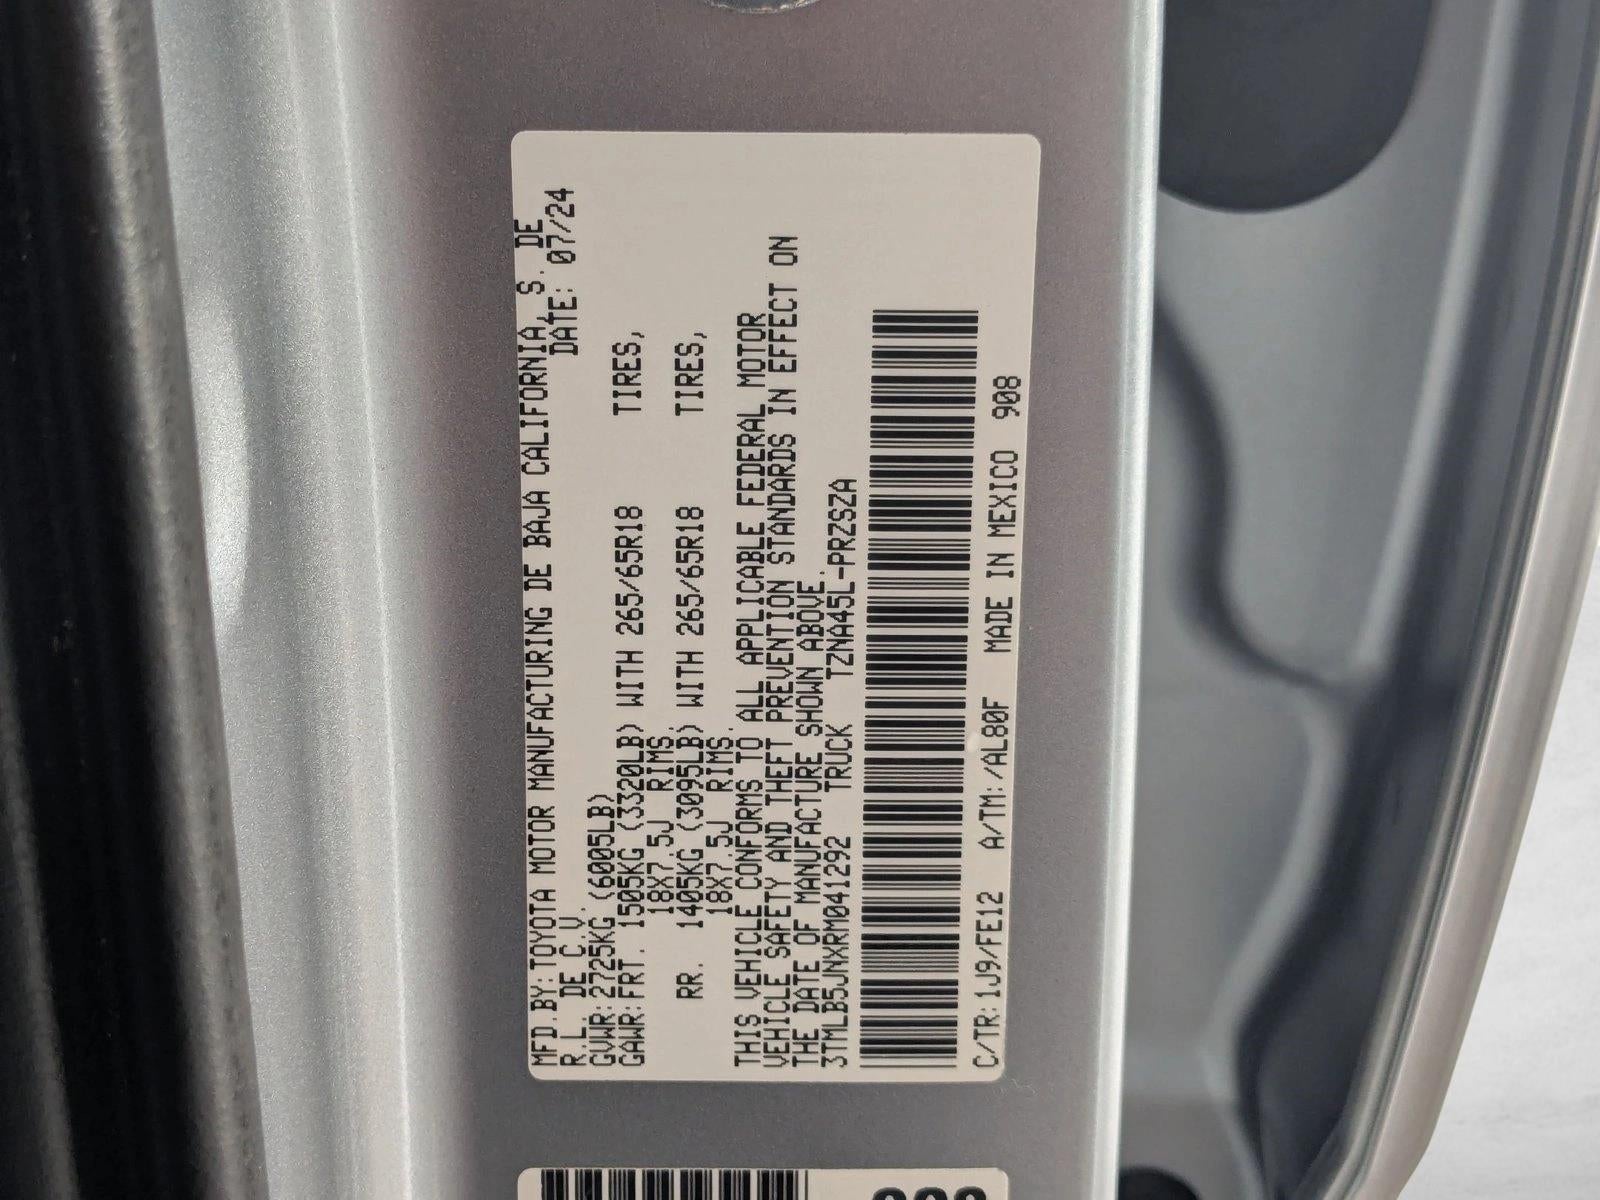 MFD.BY:TOYOTA MOTOR MANUFACTURING DE BAJA CALIFORNIA, S. DE
R.L. DE C.V. DATE: 07/24
GVWR:2725KG (6005LB)
GAWR:FRT. 1505KG (3320LB) WITH 265/65R18 TIRES,
18X7.5J RIMS.
RR. 1405KG (3095LB) WITH 265/65R18 TIRES,
18X7.5J RIMS.
THIS VEHICLE CONFORMS TO ALL APPLICABLE FEDERAL MOTOR
VEHICLE SAFETY AND THEFT PREVENTION STANDARDS IN EFFECT ON
THE DATE OF MANUFACTURE SHOWN ABOVE.
3TMLB5JNXRM041292 TRUCK TZNA45L-PRZSZA
C/TR:1J9/FE12 A/TM:/AL80F MADE IN MEXICO 908